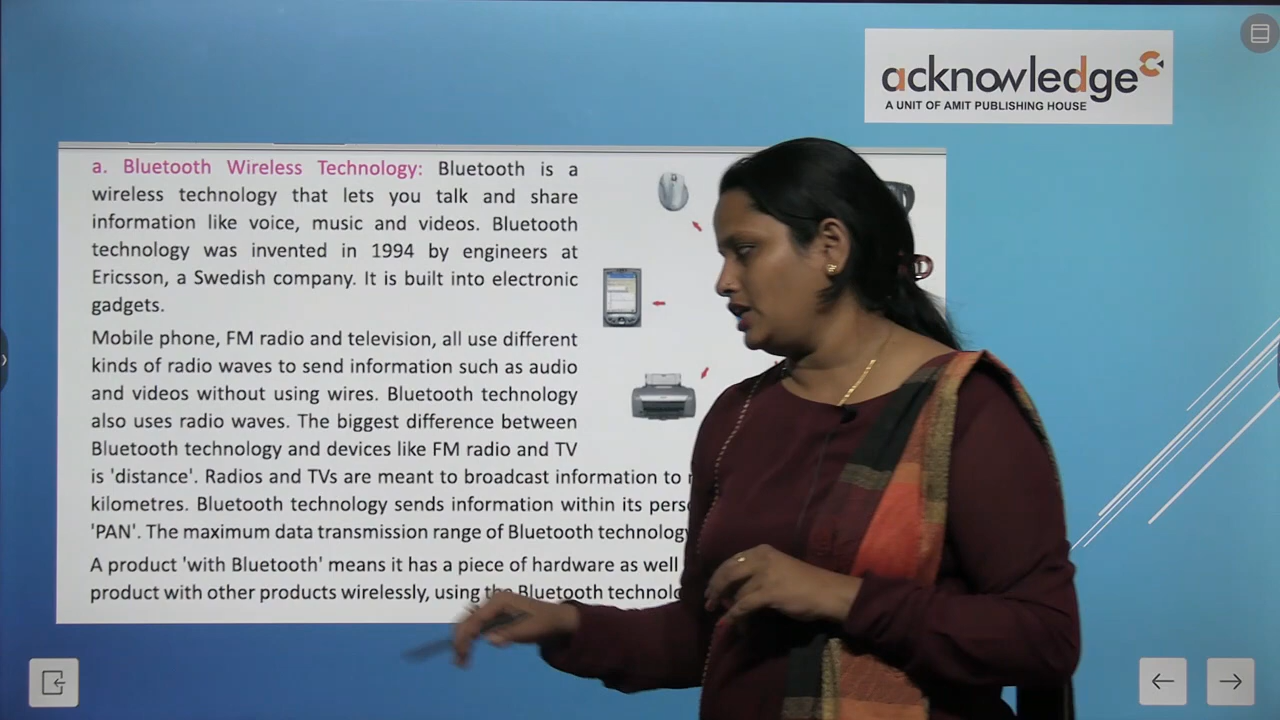 acknowledge
A UNIT OF AMIT PUBLISHING HOUSE
a. Bluetooth Wireless Technology: Bluetooth is a
wireless technology that lets you talk and share
information like voice, music and videos. Bluetooth
technology was invented in 1994 by engineers at
Ericsson, a Swedish company. It is built into electronic
gadgets.
Mobile phone, FM radio and television, all use different
kinds of radio waves to send information such as audio
and videos without using wires. Bluetooth technology
also uses radio waves. The biggest difference between
Bluetooth technology and devices like FM radio and TV
is 'distance'. Radios and TVs are meant to broadcast information to
kilometres. Bluetooth technology sends information within its
'PAN'. The maximum data transmission range of Bluetooth technology
A product 'with Bluetooth' means it has a piece of hardware as well
product with other products wirelessly, using the Bluetooth